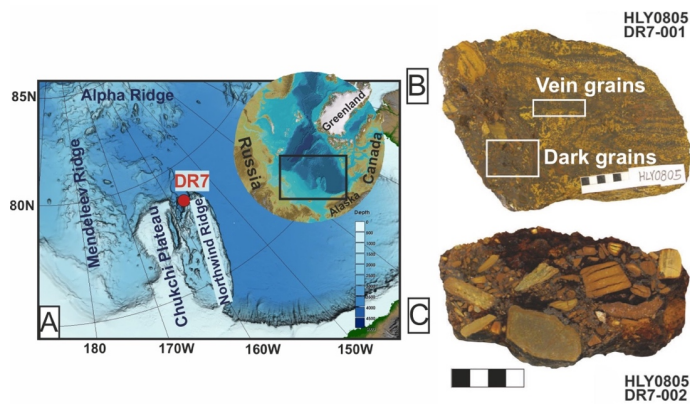 A
85N
80N
180
170W
160W
150W
Alpha Ridge
Mendeleev Ridge
Chukchi Plateau
Northwind Ridge
DR7
Russia
Greenland
Canada
Alaska
Depth
B
HLY0805
DR7-001
Vein grains
Dark grains
HLY0805
C
HLY0805
DR7-002